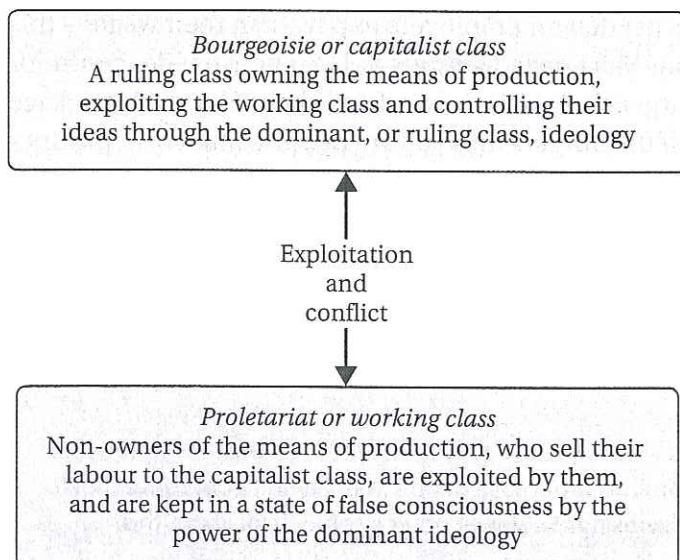 Bourgeoisie or capitalist class
A ruling class owning the means of production,
exploiting the working class and controlling their
ideas through the dominant, or ruling class, ideology
Exploitation
and
conflict
Proletariat or working class
Non-owners of the means of production, who sell their
labour to the capitalist class, are exploited by them,
and are kept in a state of false consciousness by the
power of the dominant ideology